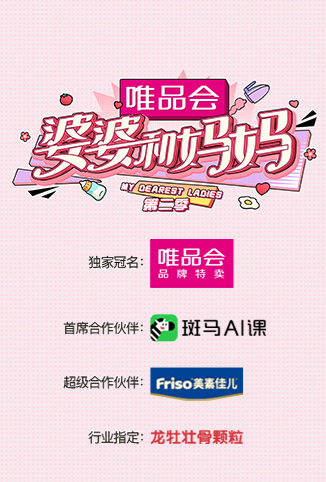 唯品会
婆婆和妈妈
MY DEAREST LADIES
第二季
独家冠名：唯品会
品牌特卖
首席合作伙伴：斑马AI课
超级合作伙伴：Friso美素佳儿
行业指定：龙牡壮骨颗粒